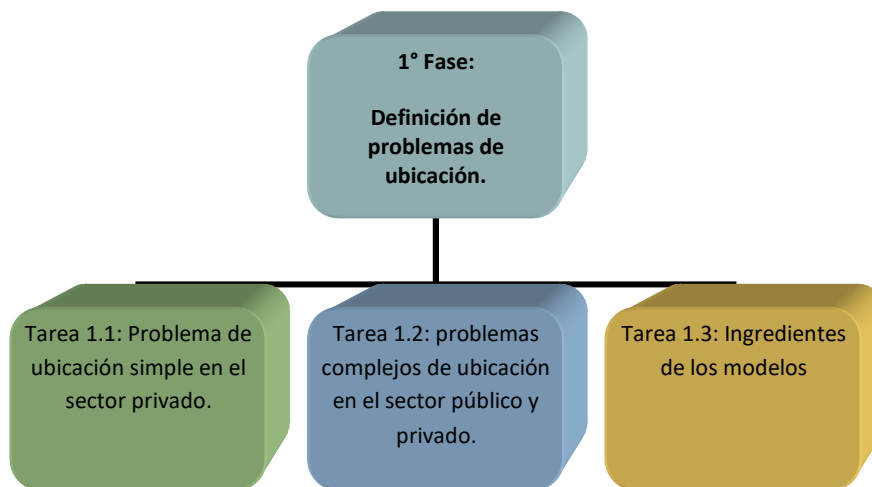 1° Fase:
Definición de
problemas de
ubicación.
Tarea 1.1: Problema de
ubicación simple en el
sector privado.
Tarea 1.2: problemas
complejos de ubicación
en el sector público y
privado.
Tarea 1.3: Ingredientes
de los modelos